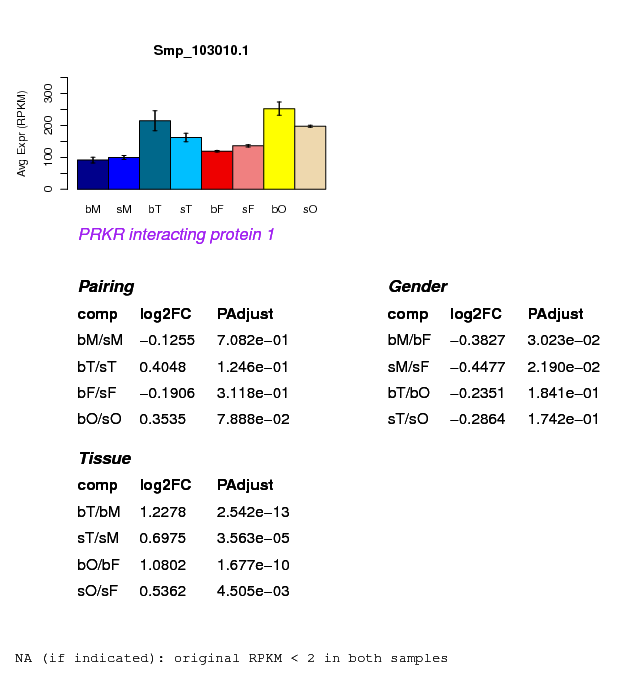 Smp_103010.1
Avg Expr (RPKM)
0 100 200 300
bM sM bT sT bF sF bO sO
PRKR interacting protein 1
Pairing
comp log2FC PAdjust
bM/sM −0.1255 7.082e−01
bT/sT 0.4048 1.246e−01
bF/sF −0.1906 3.118e−01
bO/sO 0.3535 7.888e−02
Gender
comp log2FC PAdjust
bM/bF −0.3827 3.023e−02
sM/sF −0.4477 2.190e−02
bT/bO −0.2351 1.841e−01
sT/sO −0.2864 1.742e−01
Tissue
comp log2FC PAdjust
bT/bM 1.2278 2.542e−13
sT/sM 0.6975 3.563e−05
bO/bF 1.0802 1.677e−10
sO/sF 0.5362 4.505e−03
NA (if indicated): original RPKM < 2 in both samples